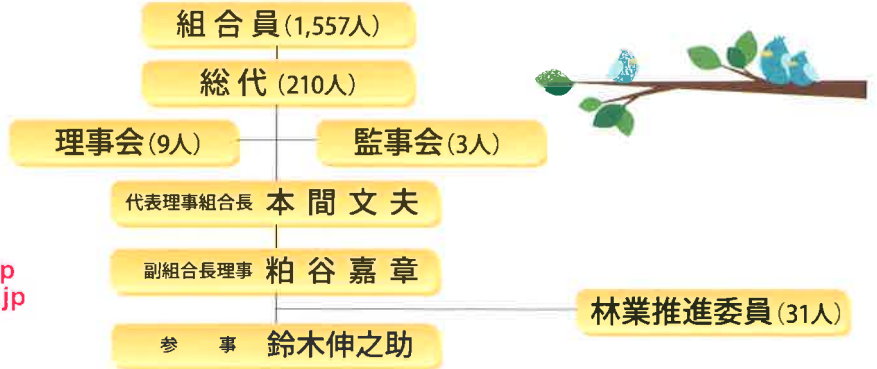 組合員(1,557人)
総代(210人)
理事会(9人)
監事会(3人)
代表理事組合長 本間文夫
副組合長理事 粕谷嘉章
p
jp
林業推進委員(31人)
参事 鈴木伸之助